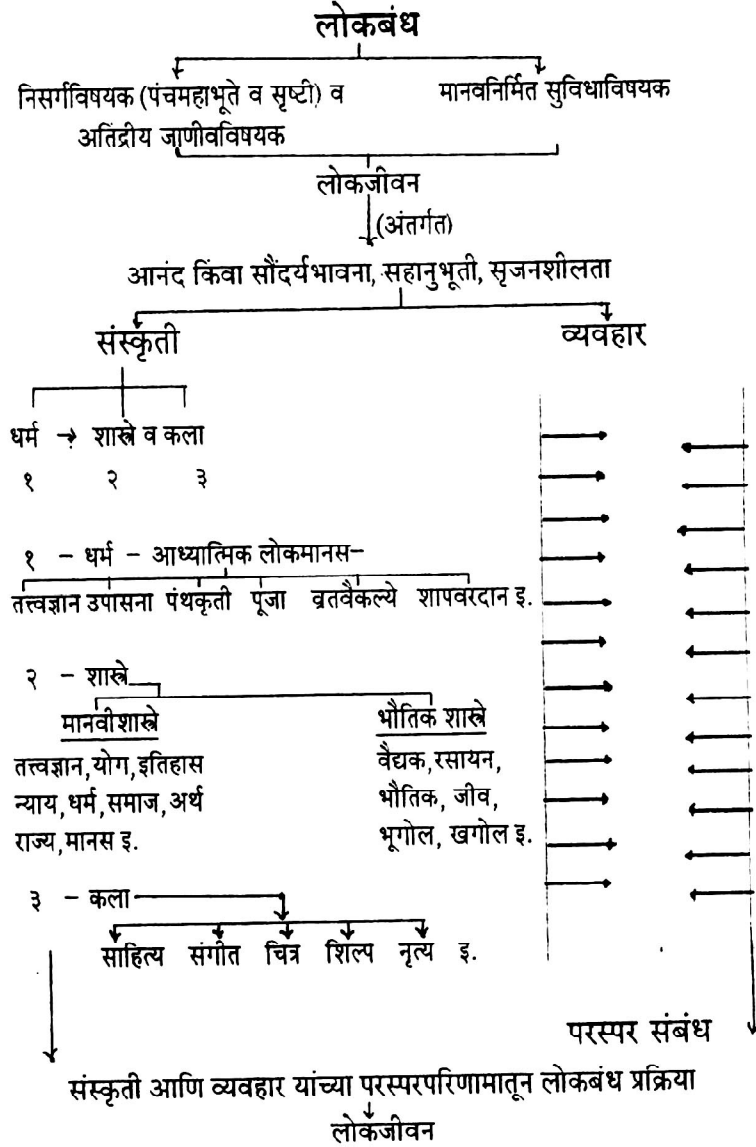 लोकबंध
निसर्गविषयक (पंचमहाभूते व सृष्टी) व
अतिंद्रीय जाणीवविषयक
मानवनिर्मित सुविधाविषयक
लोकजीवन
(अंतर्गत)
आनंद किंवा सौंदर्यभावना, सहानुभूती, सृजनशीलता
संस्कृती
व्यवहार
धर्म → शास्त्रे व कला
१ २ ३
१ – धर्म – आध्यात्मिक लोकमानस–
तत्त्वज्ञान उपासना पंथकृती पूजा व्रतवैकल्ये शापवरदान इ.
२ – शास्त्रे
मानवीशास्त्रे
तत्त्वज्ञान, योग, इतिहास
न्याय, धर्म, समाज, अर्थ
राज्य, मानस इ.
भौतिक शास्त्रे
वैद्यक, रसायन,
भौतिक, जीव,
भूगोल, खगोल इ.
३ – कला
साहित्य संगीत चित्र शिल्प नृत्य इ.
परस्पर संबंध
संस्कृती आणि व्यवहार यांच्या परस्परपरिणामातून लोकबंध प्रक्रिया
लोकजीवन